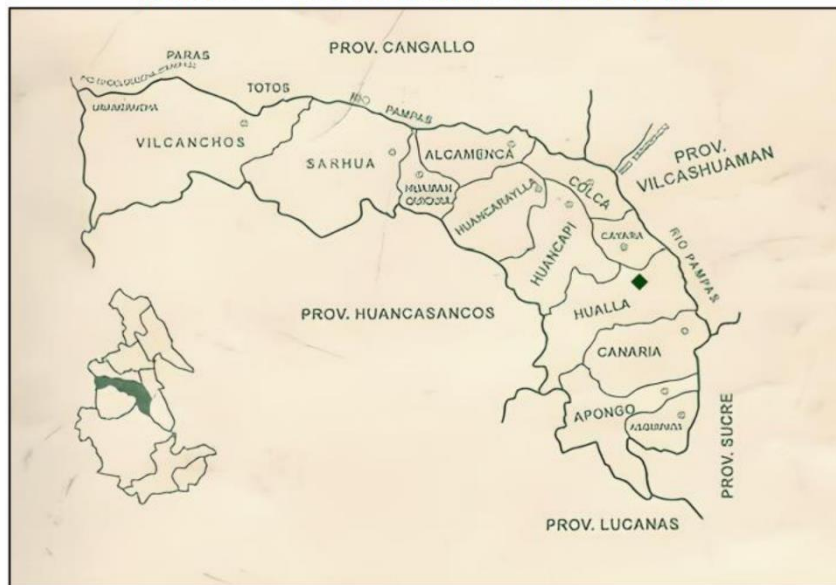 PROV. CANGALLO
PARAS
TOTOS
RIO PAMPAS
VILCANCHOS
SARHUA
ALCAMENCA
COLCA
PROV. VILCASHUAMAN
HUANCARAYLLA
HUANCAPI
CAYARA
RIO PAMPAS
PROV. HUANCASANCOS
HUALLA
CANARIA
APONGO
PROV. SUCRE
PROV. LUCANAS